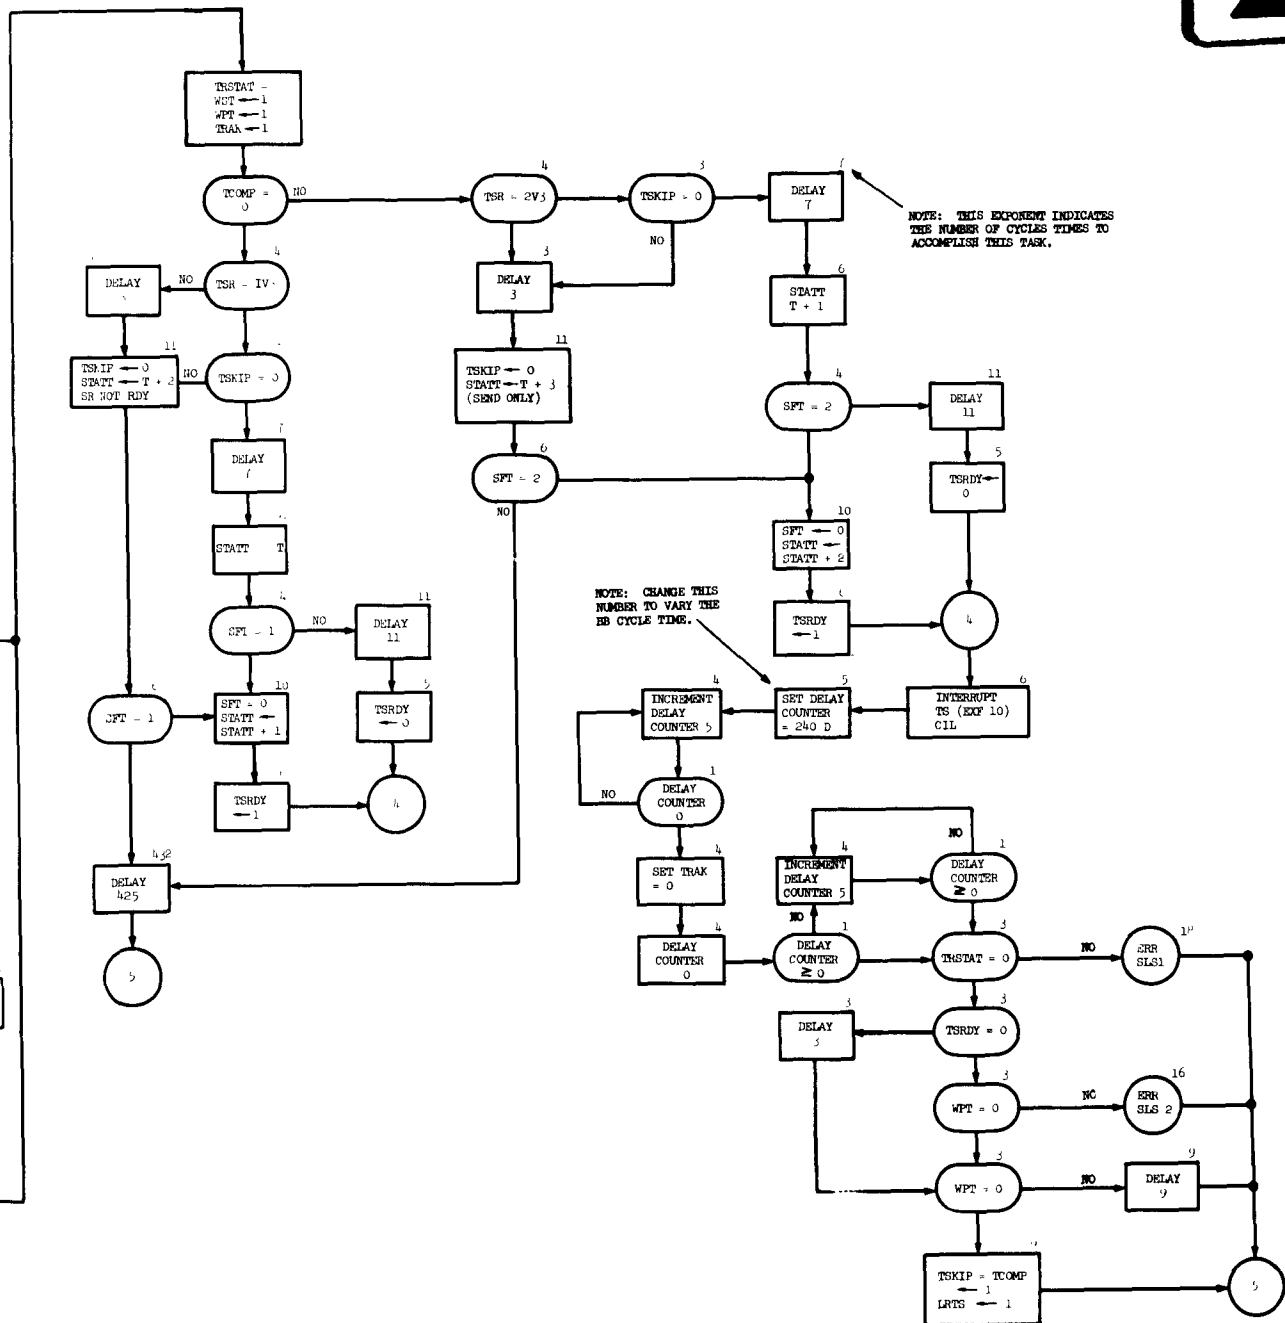 TRSTAT -
WST ← 1
WPT ← 1
TRAK ← 1
TCOMP =
0
NO
4
TSR = 2V3
3
TSKIP = 0
NO
DELAY
7
NOTE: THIS EXPONENT INDICATES
THE NUMBER OF CYCLES TIMES TO
ACCOMPLISH THIS TASK.
4
TSR = IV
NO
DELAY
3
DELAY
3
6
STATT
T + 1
11
TSKIP ← 0
STATT ← T + 2
SR NOT RDY
NO
TSKIP = 0
11
TSKIP ← 0
STATT ← T + 3
(SEND ONLY)
4
SFT = 2
11
DELAY
11
DELAY
6
SFT = 2
NO
5
TSRDY ←
0
STATT T
10
SFT ← 0
STATT ←
STATT + 2
NOTE: CHANGE THIS
NUMBER TO VARY THE
BB CYCLE TIME.
4
SFT = 1
NO
11
DELAY
11
TSRDY
← 1
4
SFT = 1
10
SFT = 0
STATT ←
STATT + 1
5
TSRDY
← 0
4
INCREMENT
DELAY
COUNTER 5
5
SET DELAY
COUNTER
= 240 D
6
INTERRUPT
TS (EXF 10)
CIL
TSRDY
← 1
4
NO
1
DELAY
COUNTER
0
432
DELAY
425
4
SET TRAK
= 0
4
INCREMENT
DELAY
COUNTER 5
NO
1
DELAY
COUNTER
≥ 0
NO
5
4
DELAY
COUNTER
0
1
DELAY
COUNTER
≥ 0
3
TRSTAT = 0
NO
ERR
SLS1
3
DELAY
3
3
TSRDY = 0
3
WPT = 0
NO
16
ERR
SLS 2
3
WPT = 0
NO
9
DELAY
9
TSKIP = TCOMP
← 1
LRTS ← 1
5